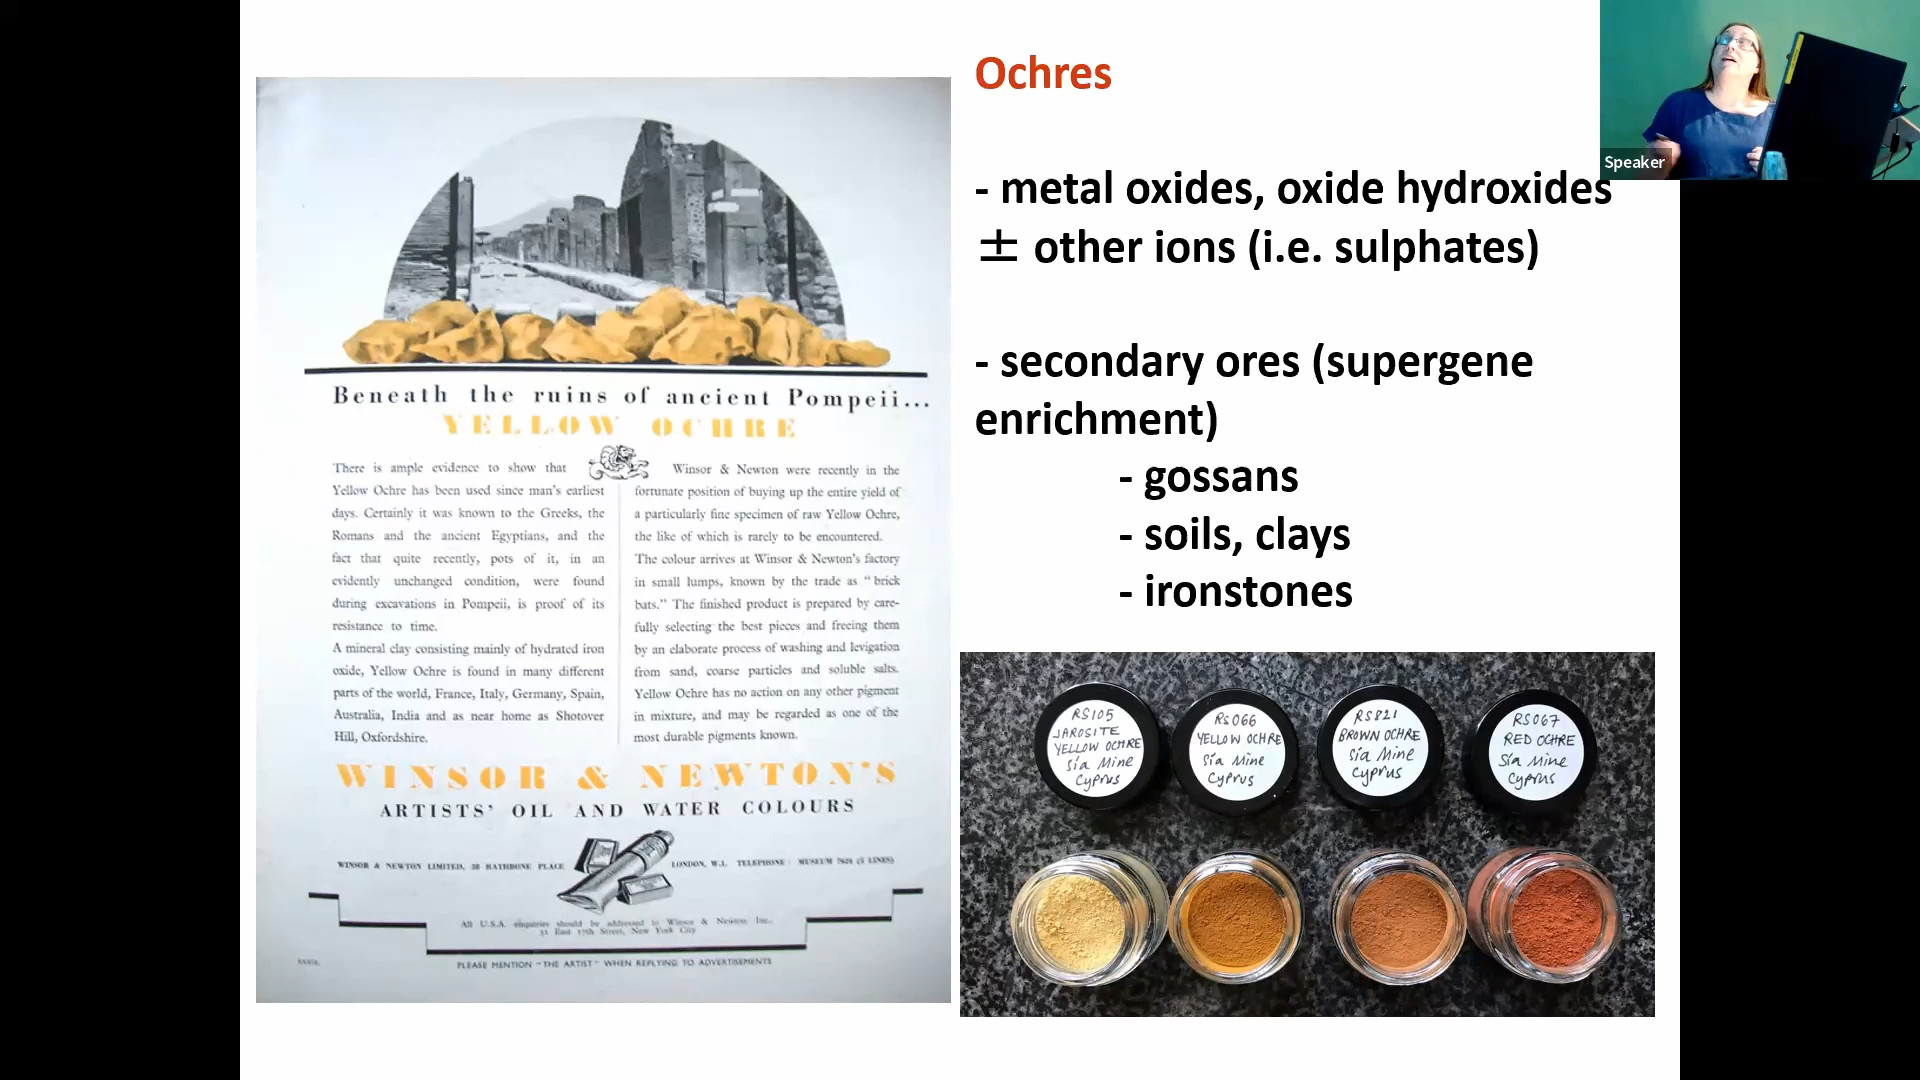 Ochres
- metal oxides, oxide hydroxides
± other ions (i.e. sulphates)
- secondary ores (supergene
enrichment)
- gossans
- soils, clays
- ironstones
Speaker
Beneath the ruins of ancient Pompeii...
YELLOW OCHRE
There is ample evidence to show that
Yellow Ochre has been used since man's earliest
days. Certainly it was known to the Greeks, the
Romans and the ancient Egyptians, and the
fact that quite recently, pots of it, in an
evidently unchanged condition, were found
during excavations in Pompeii, is proof of its
resistance to time.
A mineral clay consisting mainly of hydrated iron
oxide, Yellow Ochre is found in many different
parts of the world, France, Italy, Germany, Spain,
Australia, India and as near home as Shotover
Hill, Oxfordshire.
Winsor & Newton were recently in the
fortunate position of buying up the entire yield of
a particularly fine specimen of raw Yellow Ochre,
the like of which is rarely to be encountered.
The colour arrives at Winsor & Newton's factory
in small lumps, known by the trade as "brick
bats." The finished product is prepared by care-
fully selecting the best pieces and freeing them
by an elaborate process of washing and levigation
from sand, coarse particles and soluble salts.
Yellow Ochre has no action on any other pigment
in mixture, and may be regarded as one of the
most durable pigments known.
WINSOR & NEWTON'S
ARTISTS' OIL AND WATER COLOURS
WINSOR & NEWTON LIMITED, 38 RATHBONE PLACE
LONDON, W.1. TELEPHONE: MUSEUM (5 LINES)
All U.S.A. enquiries should be addressed to Winsor & Newton Inc.,
31 East 17th Street, New York City
PLEASE MENTION "THE ARTIST" WHEN REPLYING TO ADVERTISEMENTS
RS105
JAROSITE
YELLOW OCHRE
Sía Mine
Cyprus
RS066
YELLOW OCHRE
Sía Mine
Cyprus
RS821
BROWN OCHRE
Sía Mine
Cyprus
RS067
RED OCHRE
Sía Mine
Cyprus